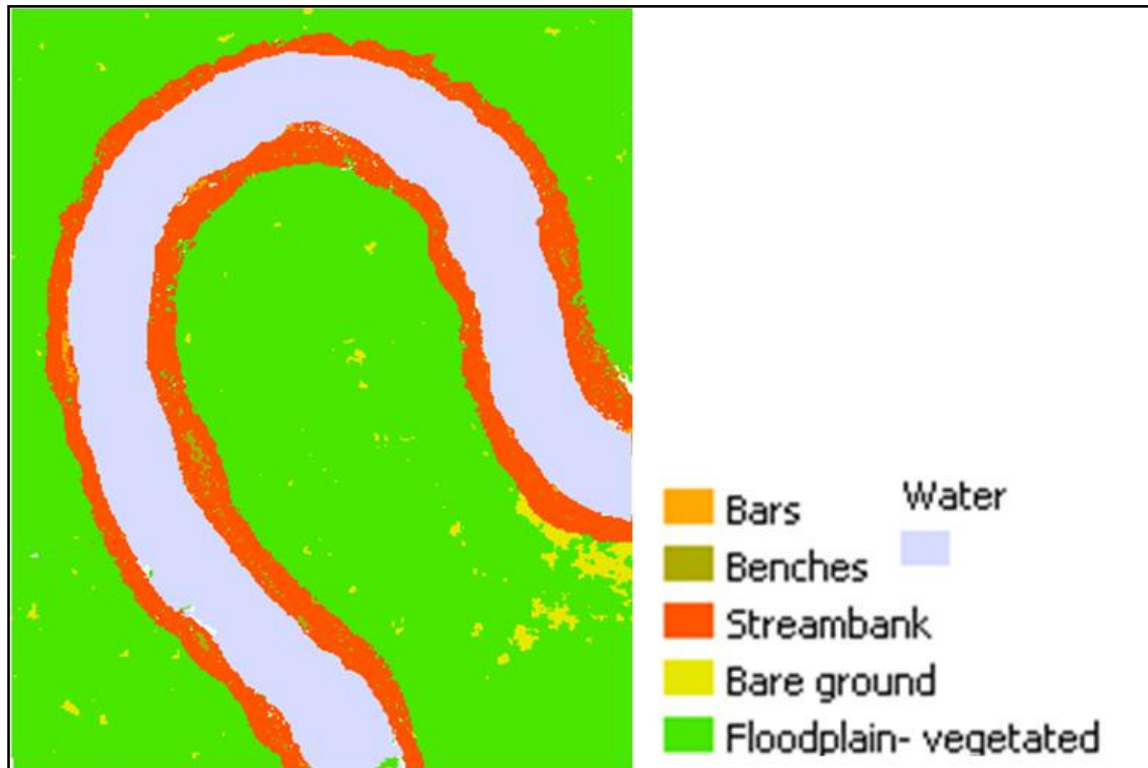 Bars
Benches
Streambank
Bare ground
Floodplain- vegetated
Water